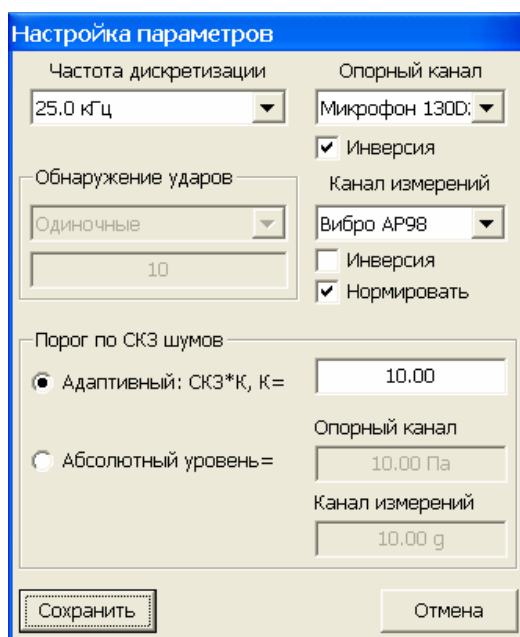 Настройка параметров
Частота дискретизации
25.0 кГц
Опорный канал
Микрофон 130D:
Инверсия
Обнаружение ударов
Одиночные
10
Канал измерений
Вибро AP98
Инверсия
Нормировать
Порог по СКЗ шумов
Адаптивный: СКЗ*К, К=
10.00
Абсолютный уровень=
Опорный канал
10.00 Па
Канал измерений
10.00 g
Сохранить
Отмена